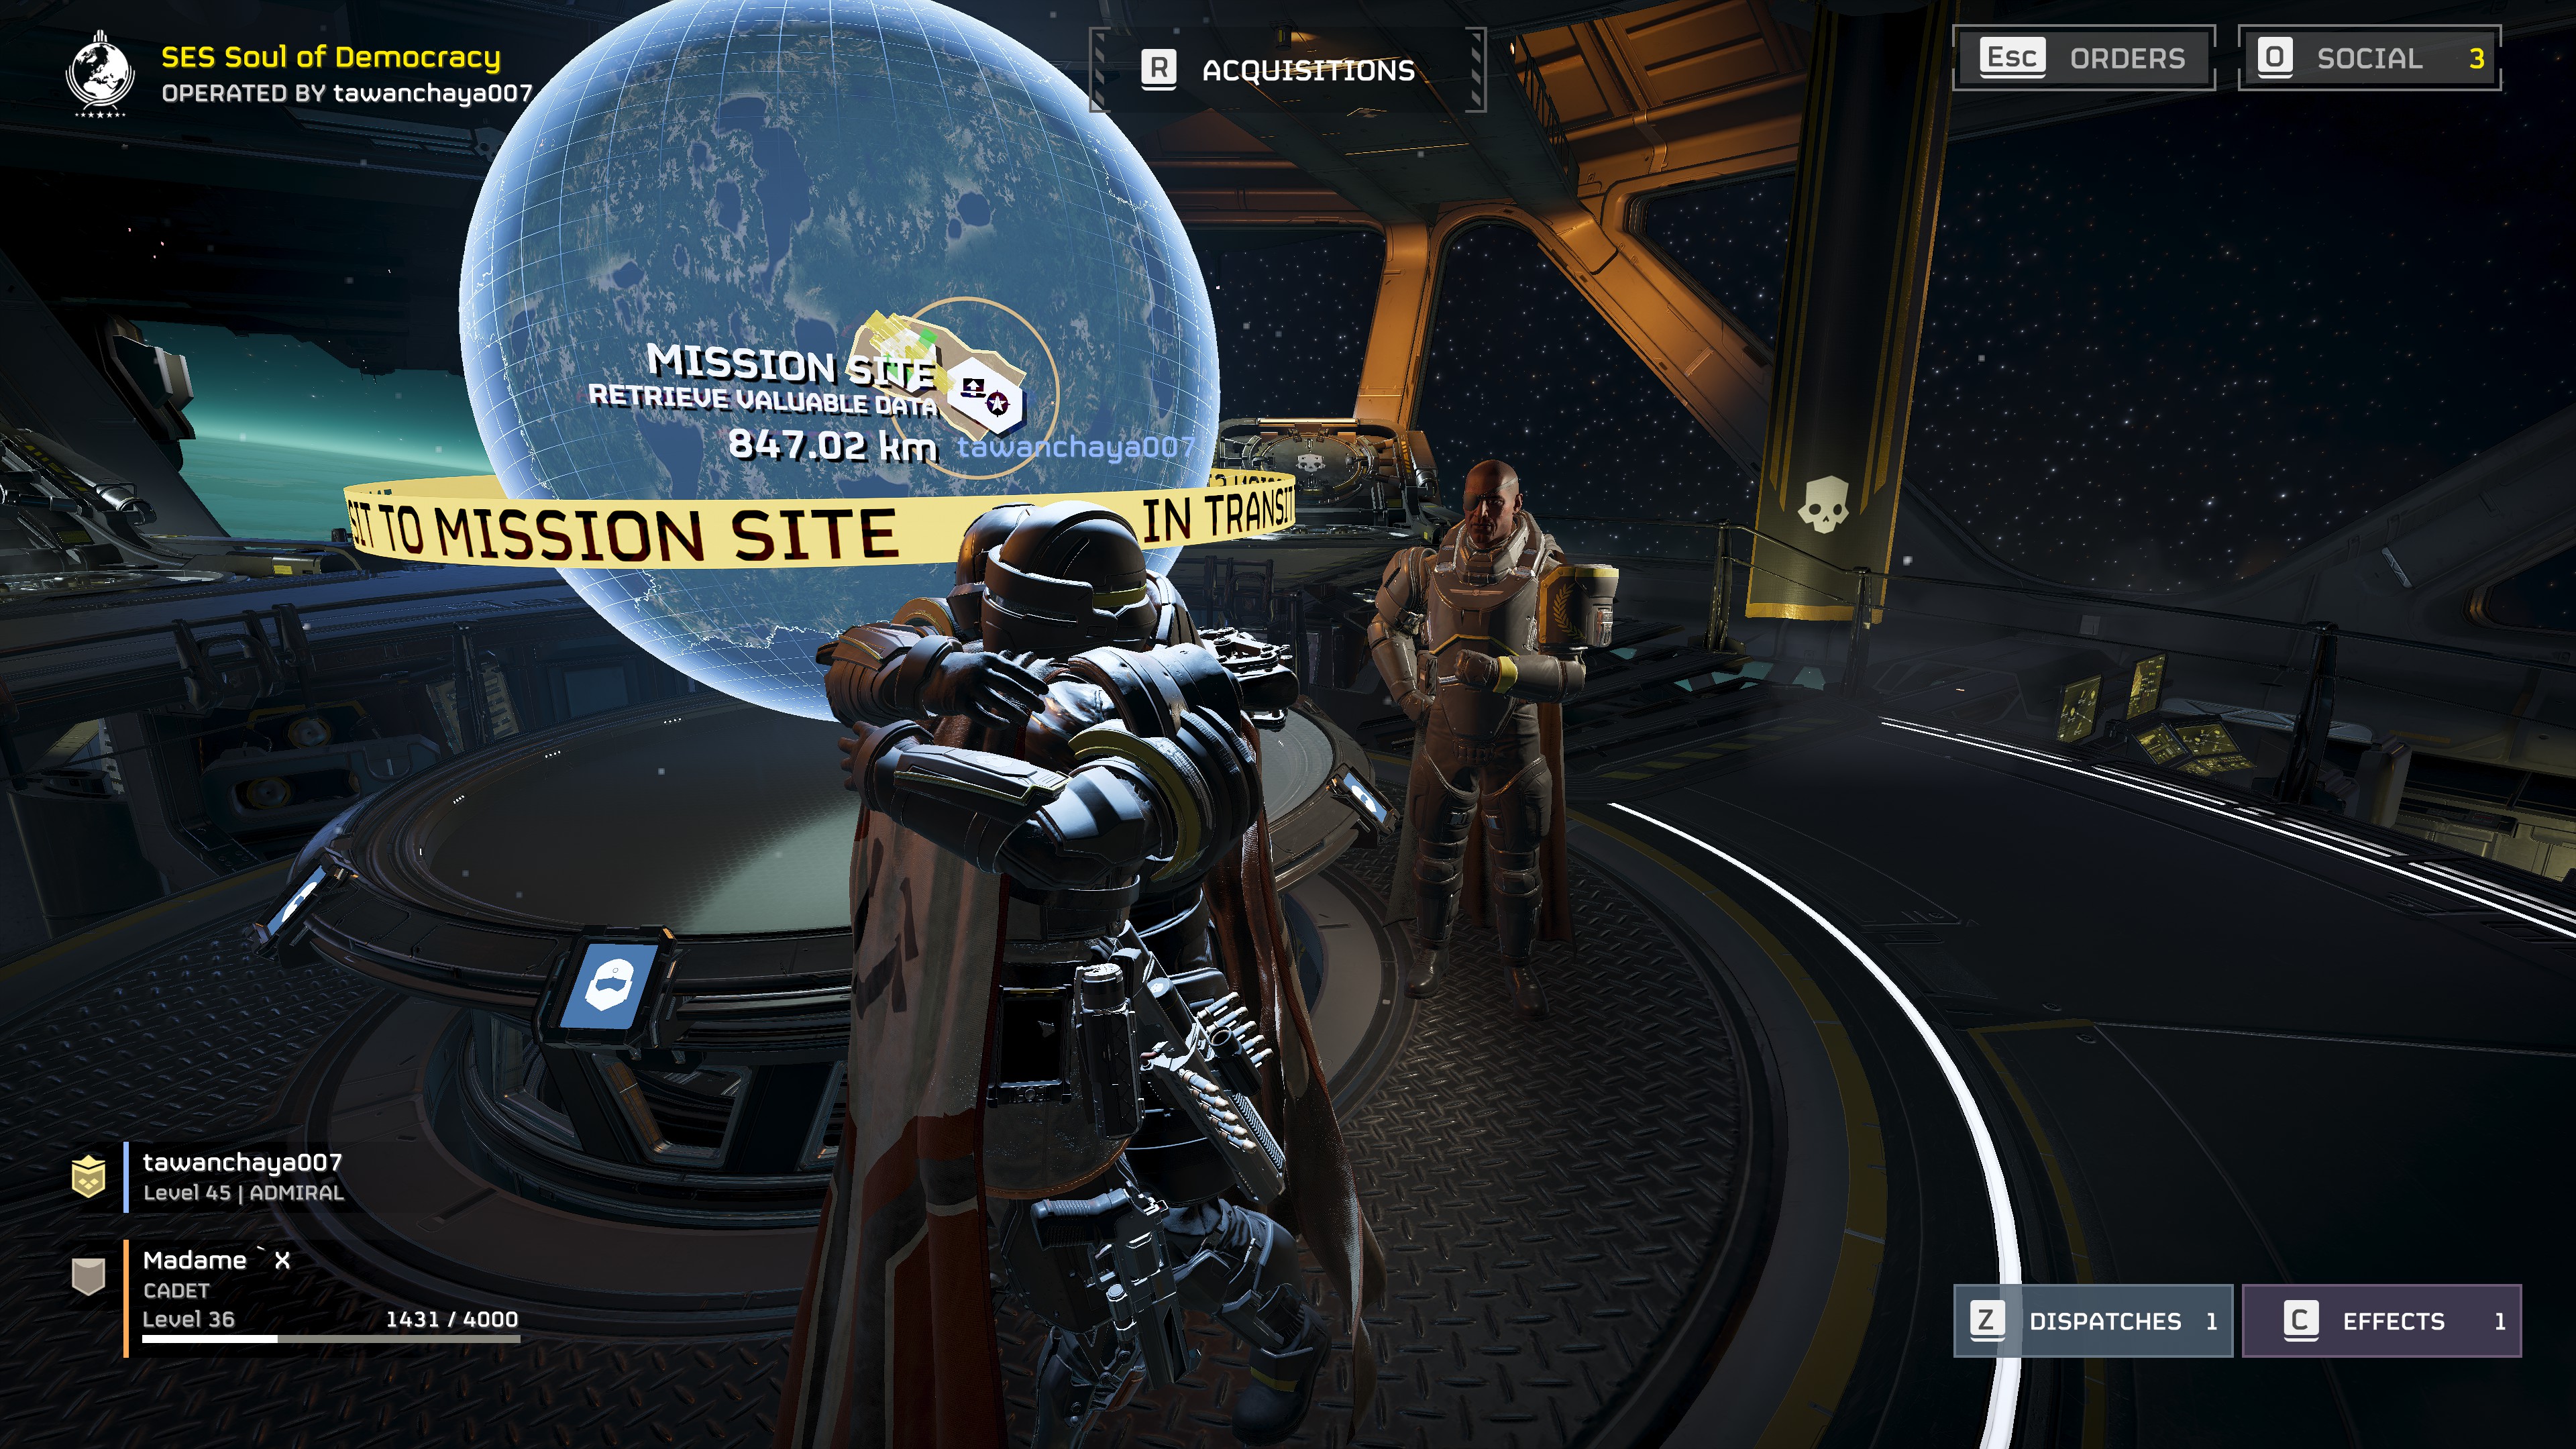 SES Soul of Democracy
OPERATED BY tawanchaya007
R ACQUISITIONS
Esc ORDERS
O SOCIAL 3
MISSION SITE
RETRIEVE VALUABLE DATA
847.02 km
tawanchaya007
SIT TO MISSION SITE
IN TRANSIT
tawanchaya007
Level 45 | ADMIRAL
Madame ` X
CADET
Level 36
1431 / 4000
Z DISPATCHES 1
C EFFECTS 1